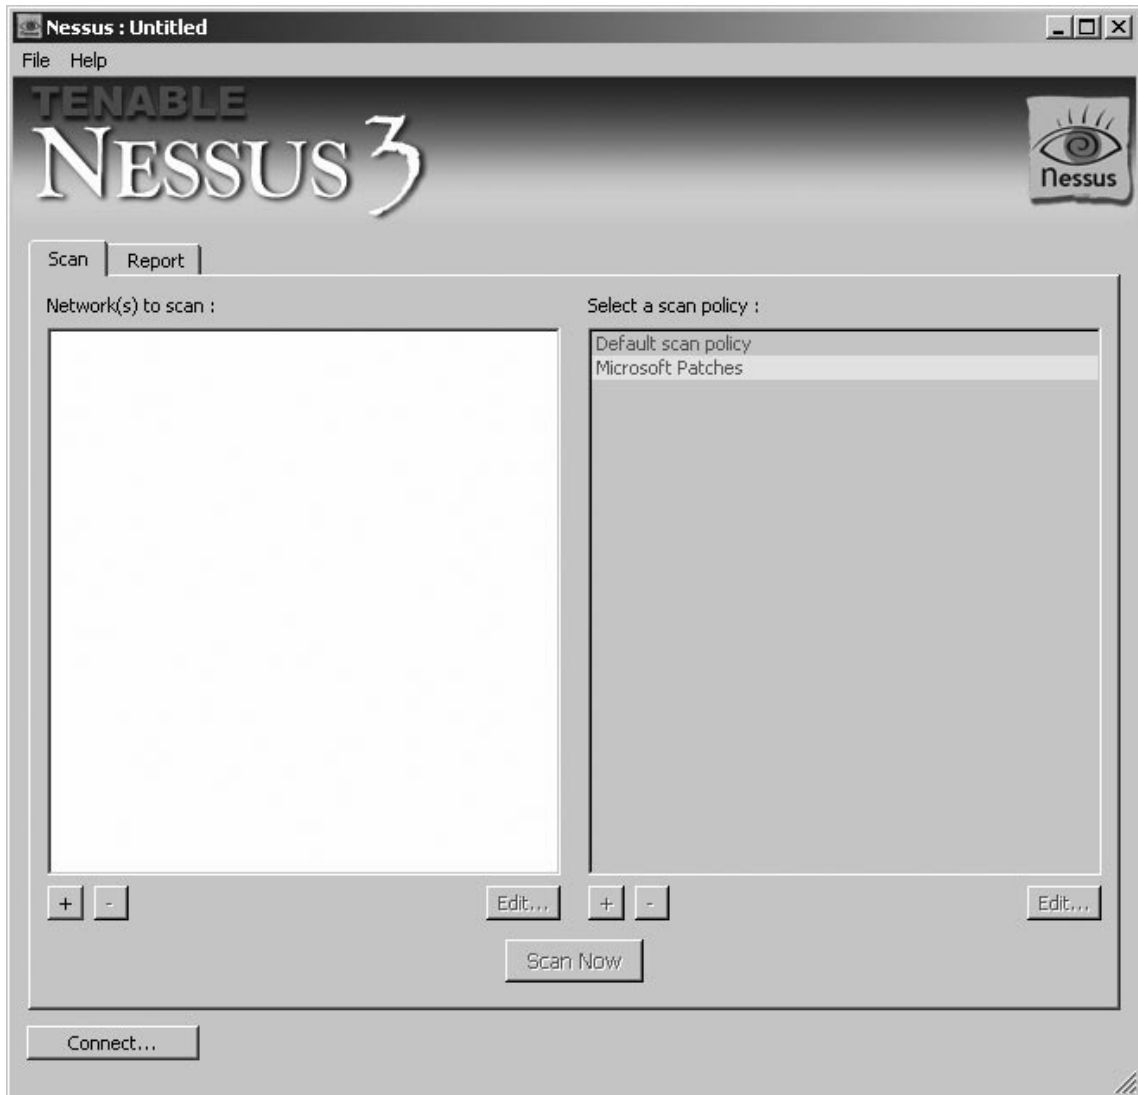 Nessus : Untitled
File Help
TENABLE
NESSUS 3
Nessus
Scan Report
Network(s) to scan :
Select a scan policy :
Default scan policy
Microsoft Patches
+ - Edit... + - Edit...
Scan Now
Connect...